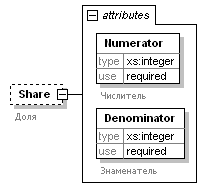 attributes
Numerator
type xs:integer
use required
Числитель
Share
Доля
Denominator
type xs:integer
use required
Знаменатель